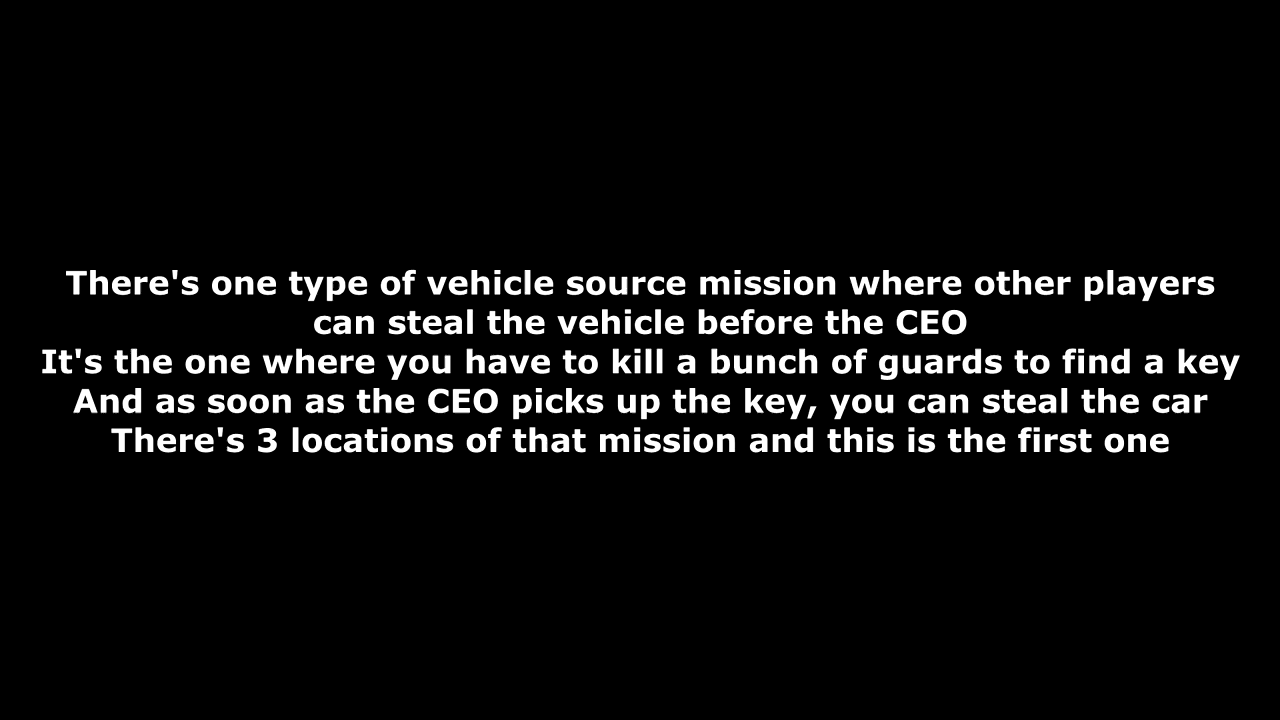 There's one type of vehicle source mission where other players
can steal the vehicle before the CEO
It's the one where you have to kill a bunch of guards to find a key
And as soon as the CEO picks up the key, you can steal the car
There's 3 locations of that mission and this is the first one